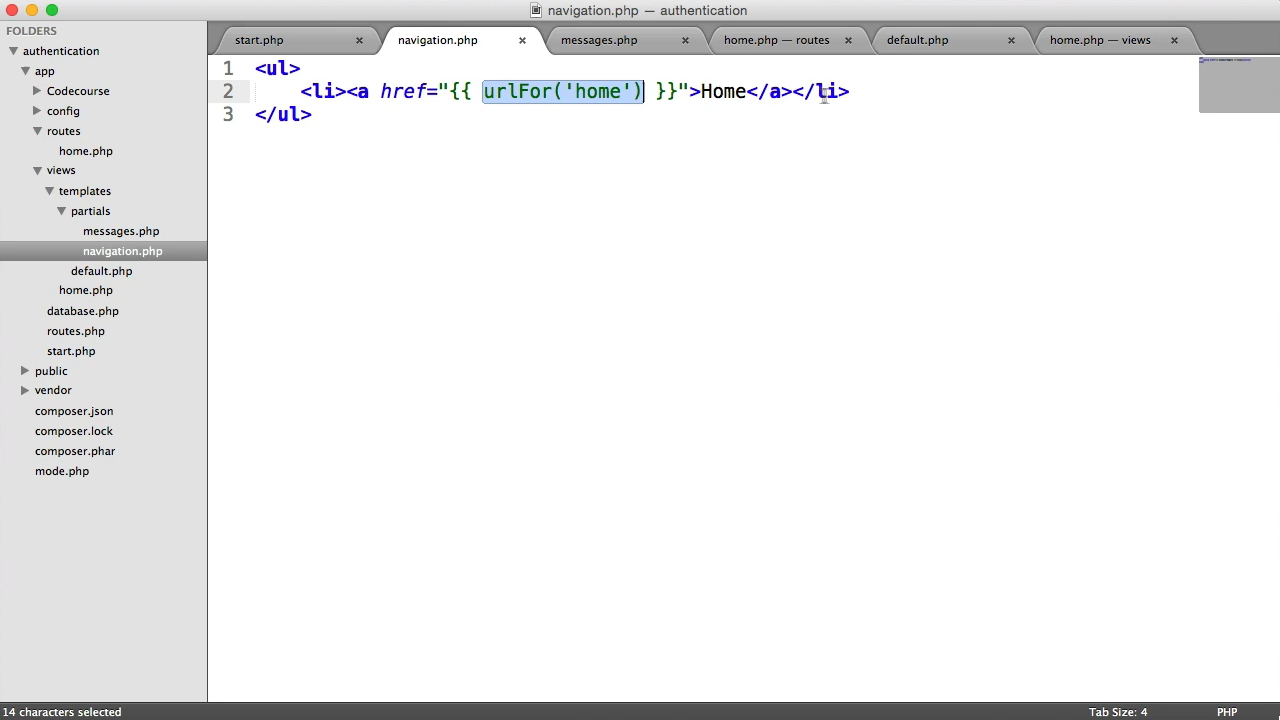 navigation.php — authentication
FOLDERS
authentication
app
Codecourse
config
routes
home.php
views
templates
partials
messages.php
navigation.php
default.php
home.php
database.php
routes.php
start.php
public
vendor
composer.json
composer.lock
composer.phar
mode.php
start.php × navigation.php × messages.php × home.php — routes × default.php × home.php — views ×
1 <ul>
2 <li><a href="{{ urlFor('home') }}">Home</a></li>
3 </ul>
14 characters selected Tab Size: 4 PHP